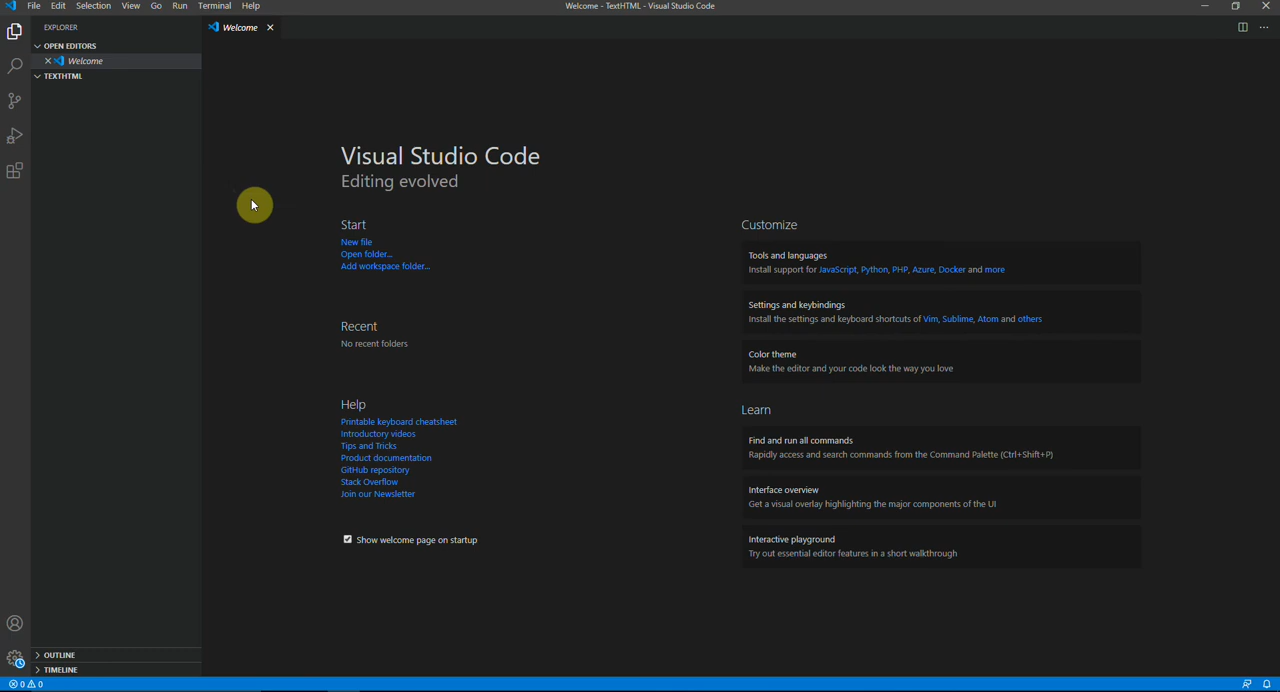 File Edit Selection View Go Run Terminal Help
Welcome - TextHTML - Visual Studio Code
EXPLORER
OPEN EDITORS
Welcome
TEXTHTML
OUTLINE
TIMELINE
Welcome
Visual Studio Code
Editing evolved
Start
New file
Open folder...
Add workspace folder...
Recent
No recent folders
Help
Printable keyboard cheatsheet
Introductory videos
Tips and Tricks
Product documentation
GitHub repository
Stack Overflow
Join our Newsletter
Show welcome page on startup
Customize
Tools and languages
Install support for JavaScript, Python, PHP, Azure, Docker and more
Settings and keybindings
Install the settings and keyboard shortcuts of Vim, Sublime, Atom and others
Color theme
Make the editor and your code look the way you love
Learn
Find and run all commands
Rapidly access and search commands from the Command Palette (Ctrl+Shift+P)
Interface overview
Get a visual overlay highlighting the major components of the UI
Interactive playground
Try out essential editor features in a short walkthrough
0 0